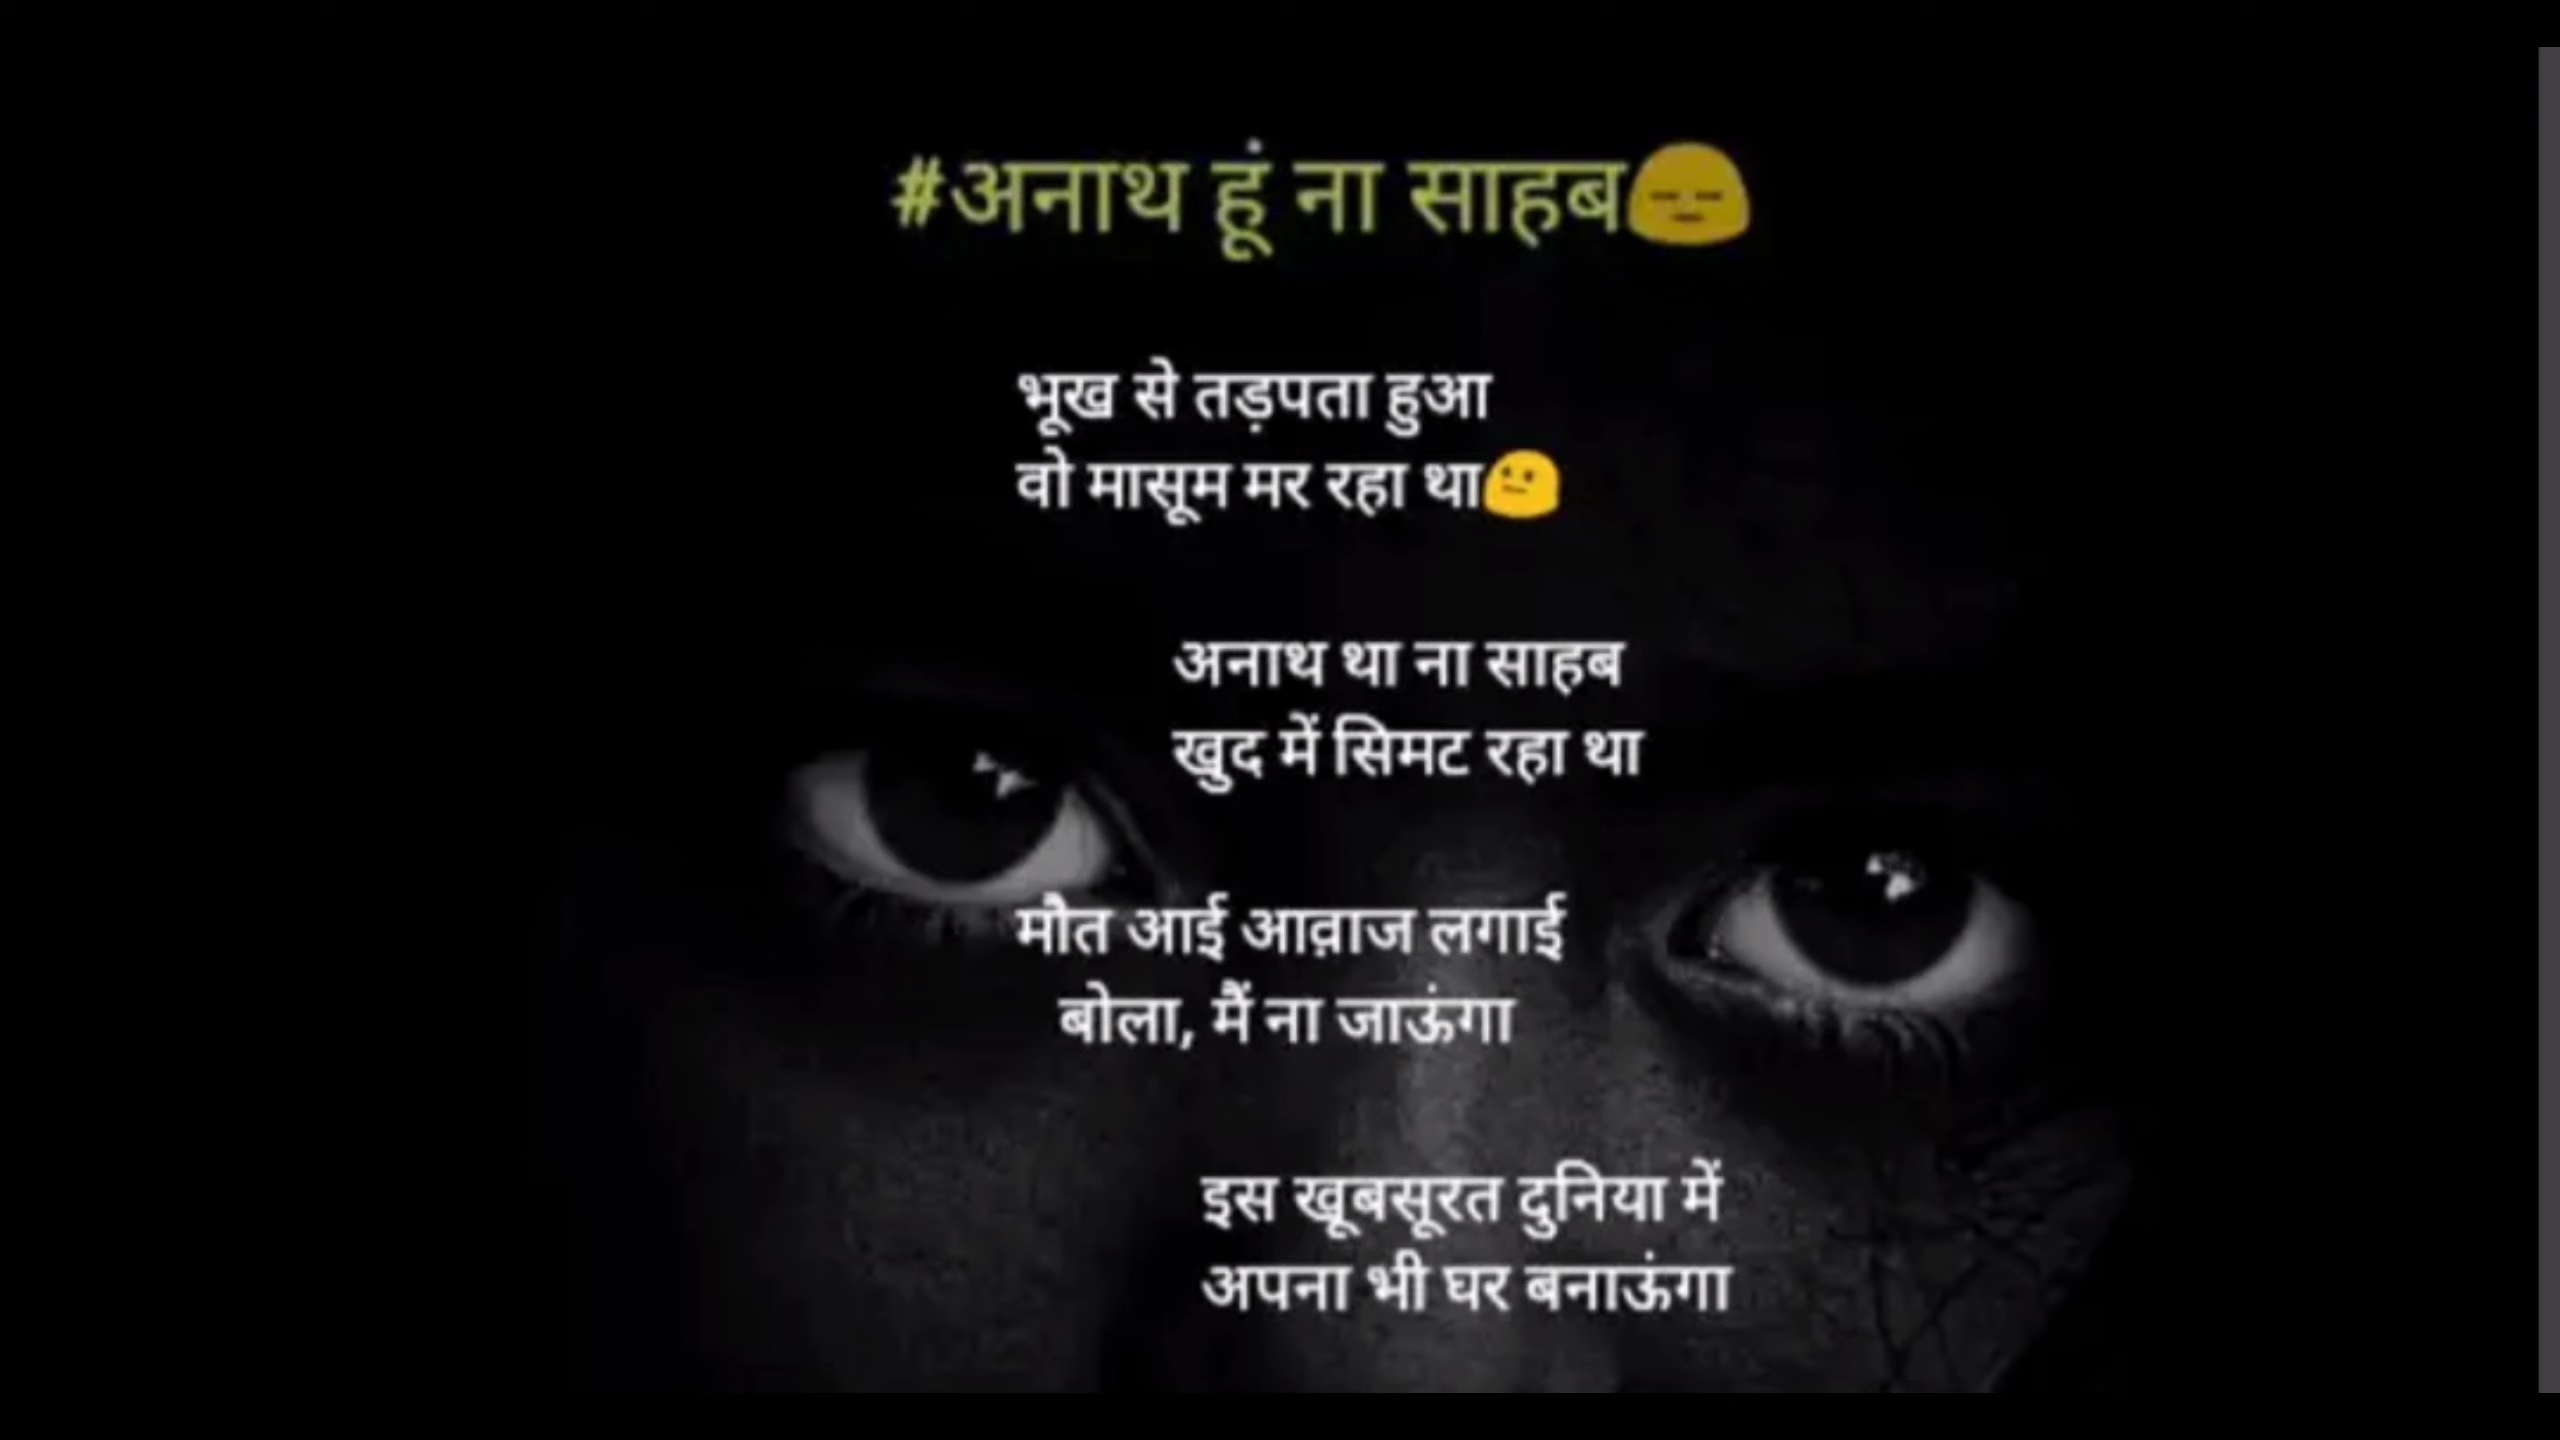 #अनाथ हूं ना साहब😑
भूख से तड़पता हुआ
वो मासूम मर रहा था🫤
अनाथ था ना साहब
खुद में सिमट रहा था
मौत आई आव़ाज लगाई
बोला, मैं ना जाऊंगा
इस खूबसूरत दुनिया में
अपना भी घर बनाऊंगा